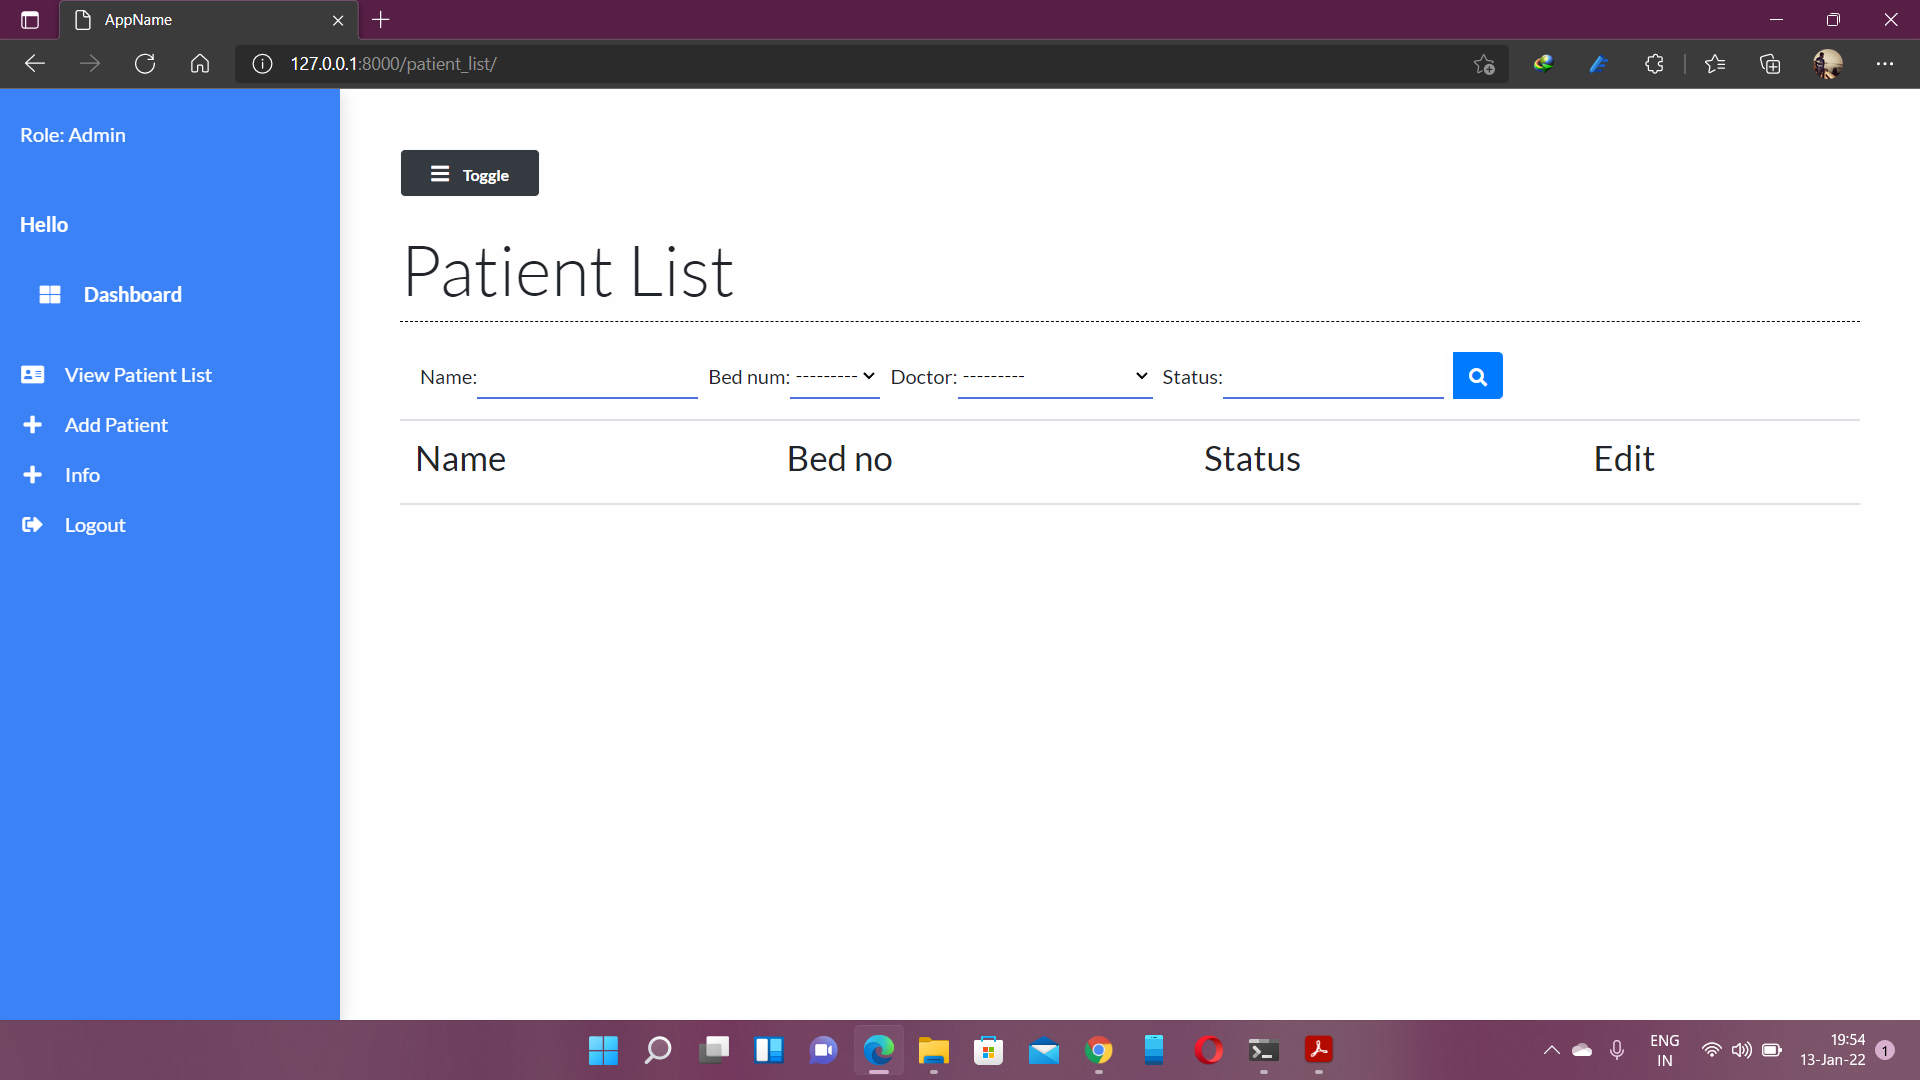 AppName
127.0.0.1:8000/patient_list/
Role: Admin
Hello
Dashboard
View Patient List
Add Patient
Info
Logout
Toggle
Patient List
Name: Bed num: --------- Doctor: --------- Status:
Name Bed no Status Edit
ENG
IN
19:54
13-Jan-22
1